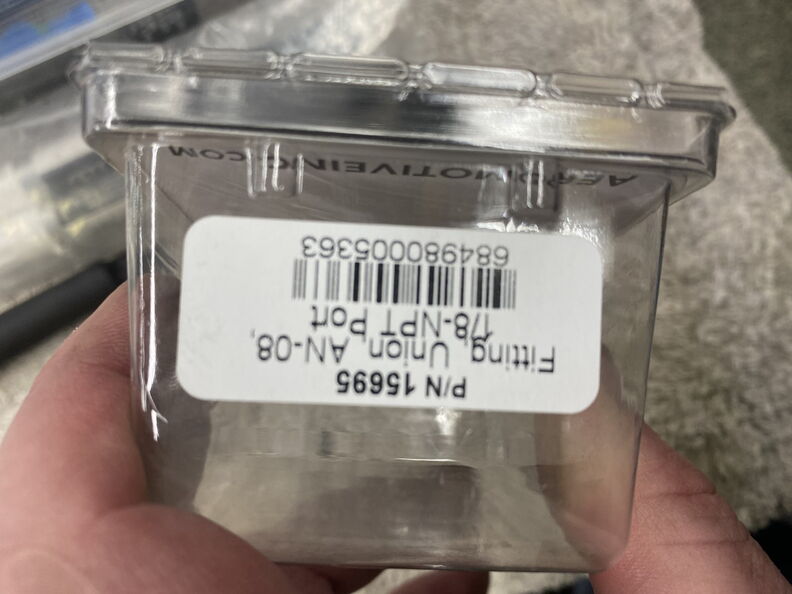 P/N 15695
Fitting, Union, AN-08,
1/8-NPT Port
684980005363
AEROMOTIVEINC.COM